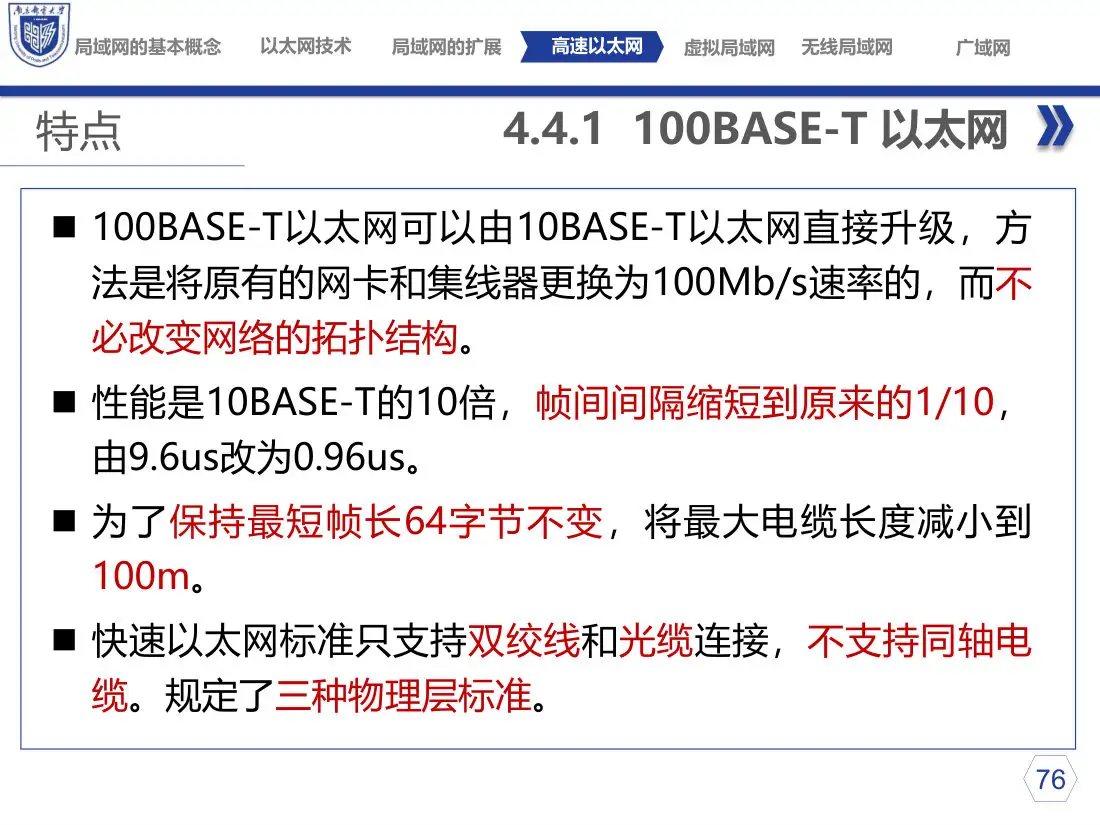 南京邮电大学
局域网的基本概念 以太网技术 局域网的扩展 高速以太网 虚拟局域网 无线局域网 广域网
特点
4.4.1 100BASE-T 以太网
■ 100BASE-T以太网可以由10BASE-T以太网直接升级，方
法是将原有的网卡和集线器更换为100Mb/s速率的，而不
必改变网络的拓扑结构。
■ 性能是10BASE-T的10倍，帧间间隔缩短到原来的1/10，
由9.6us改为0.96us。
■ 为了保持最短帧长64字节不变，将最大电缆长度减小到
100m。
■ 快速以太网标准只支持双绞线和光缆连接，不支持同轴电
缆。规定了三种物理层标准。
76